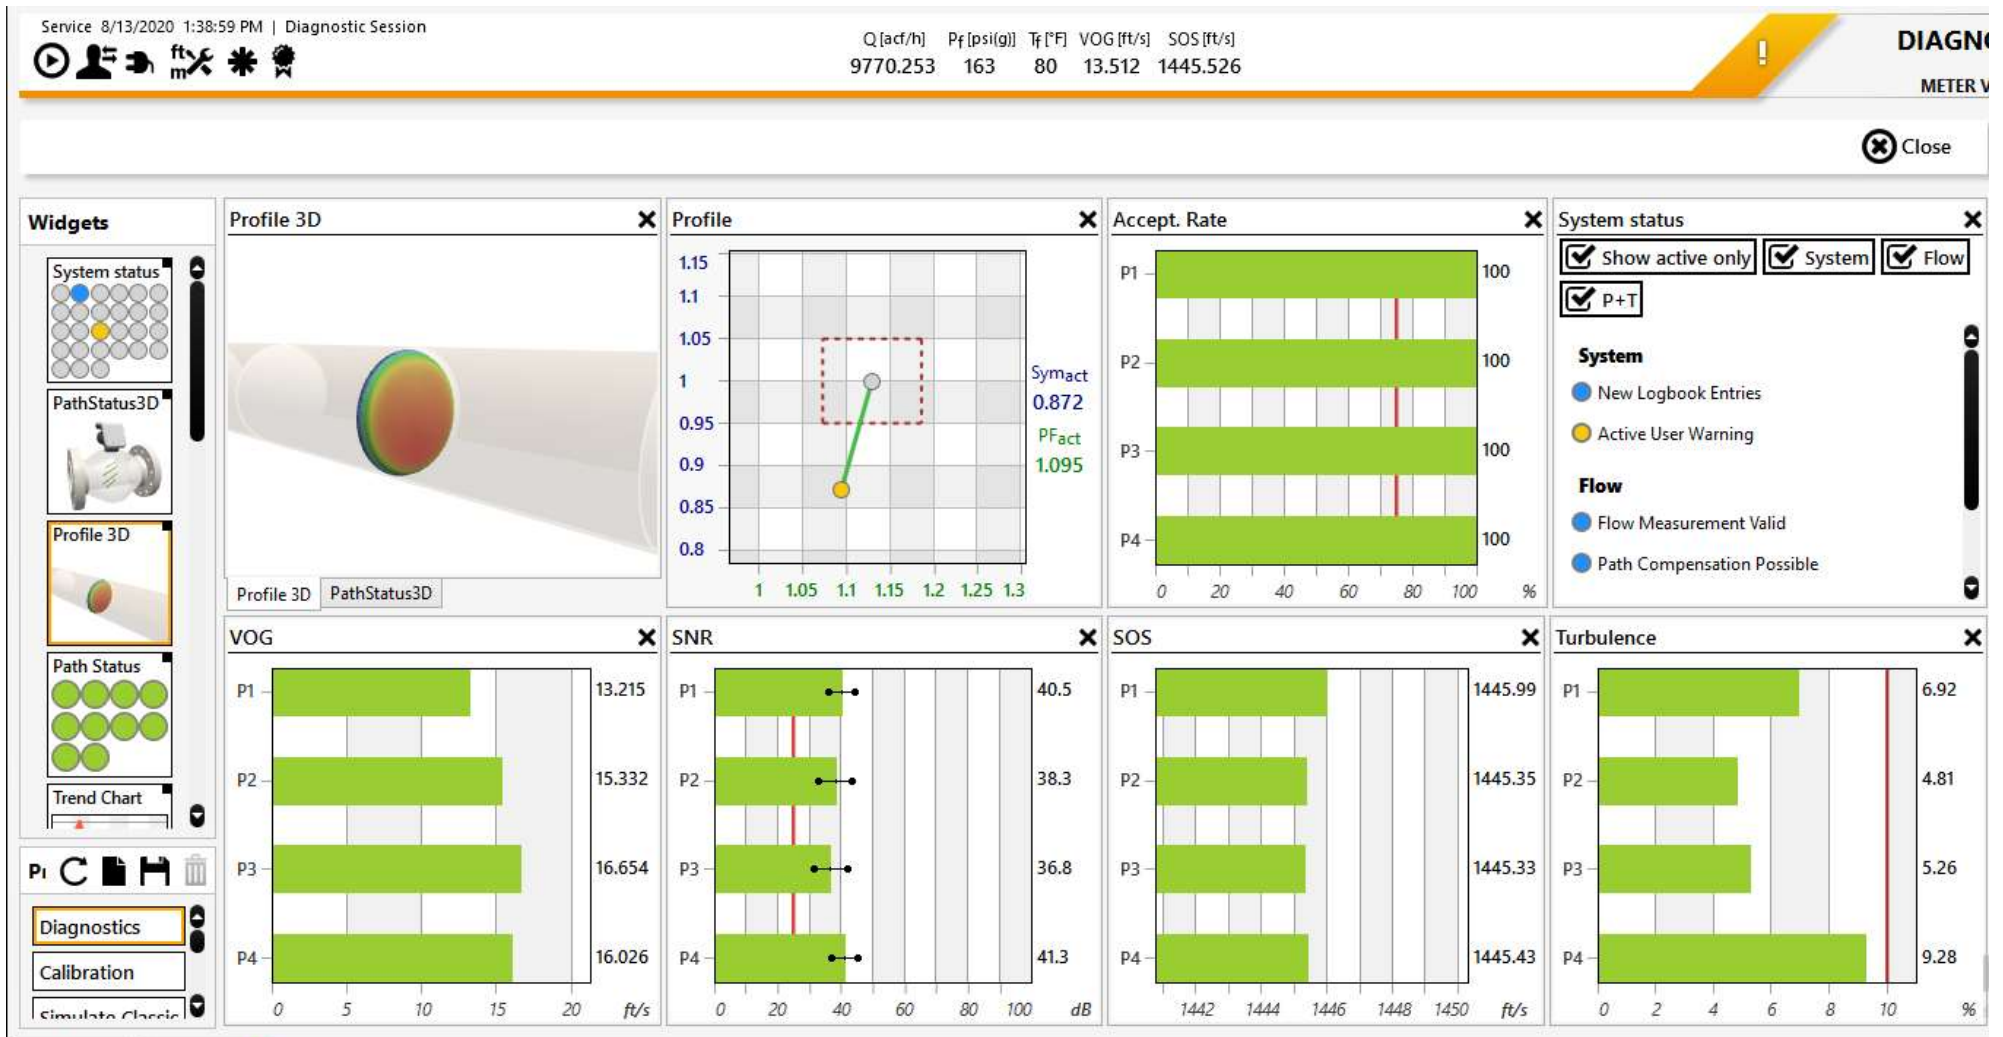 Service 8/13/2020 1:38:59 PM | Diagnostic Session
Q [acf/h] Pf [psi(g)] Tf [°F] VOG [ft/s] SOS [ft/s]
9770.253 163 80 13.512 1445.526
!
DIAGN
METER V
ft
m
Close
Widgets
System status
PathStatus3D
Profile 3D
Path Status
Trend Chart
Diagnostics
Calibration
Simulate Classic
Profile 3D
Profile 3D PathStatus3D
Profile
1.15
1.1
1.05
1
0.95
0.9
0.85
0.8
1 1.05 1.1 1.15 1.2 1.25 1.3
Symact
0.872
PFact
1.095
Accept. Rate
P1 100
P2 100
P3 100
P4 100
0 20 40 60 80 100 %
System status
Show active only System Flow
P+T
System
New Logbook Entries
Active User Warning
Flow
Flow Measurement Valid
Path Compensation Possible
VOG
P1 13.215
P2 15.332
P3 16.654
P4 16.026
0 5 10 15 20 ft/s
SNR
P1 40.5
P2 38.3
P3 36.8
P4 41.3
0 20 40 60 80 100 dB
SOS
P1 1445.99
P2 1445.35
P3 1445.33
P4 1445.43
1442 1444 1446 1448 1450 ft/s
Turbulence
P1 6.92
P2 4.81
P3 5.26
P4 9.28
0 2 4 6 8 10 %